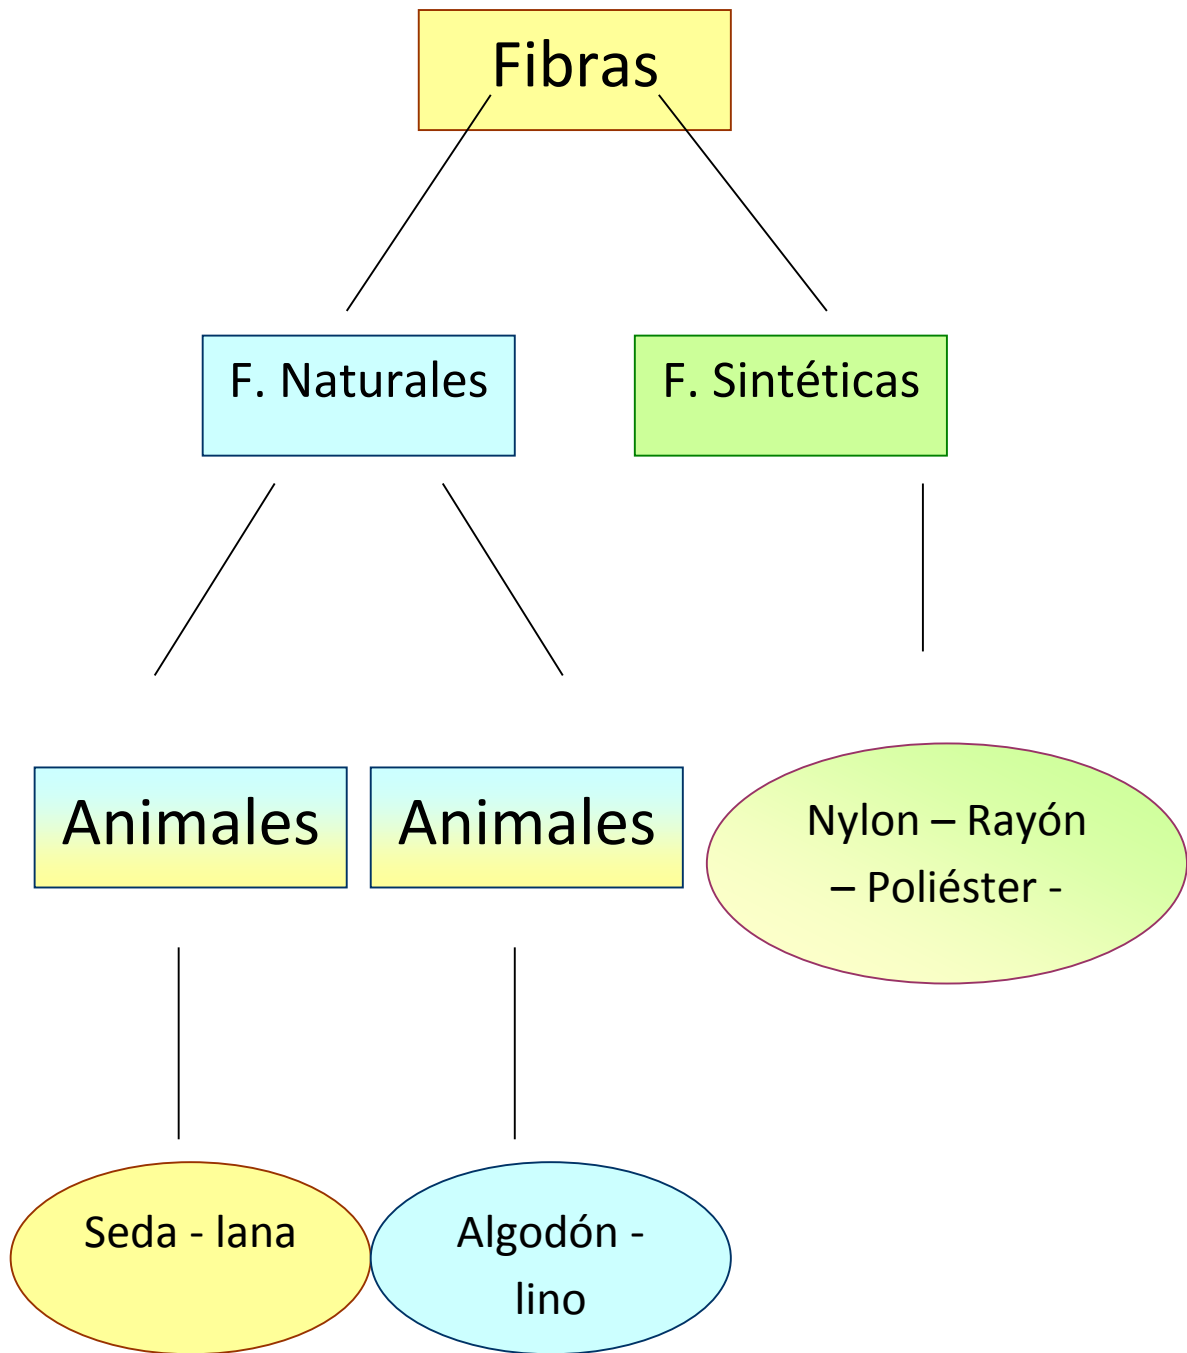 Fibras
F. Naturales
F. Sintéticas
Animales
Animales
Nylon – Rayón
– Poliéster -
Seda - lana
Algodón -
lino